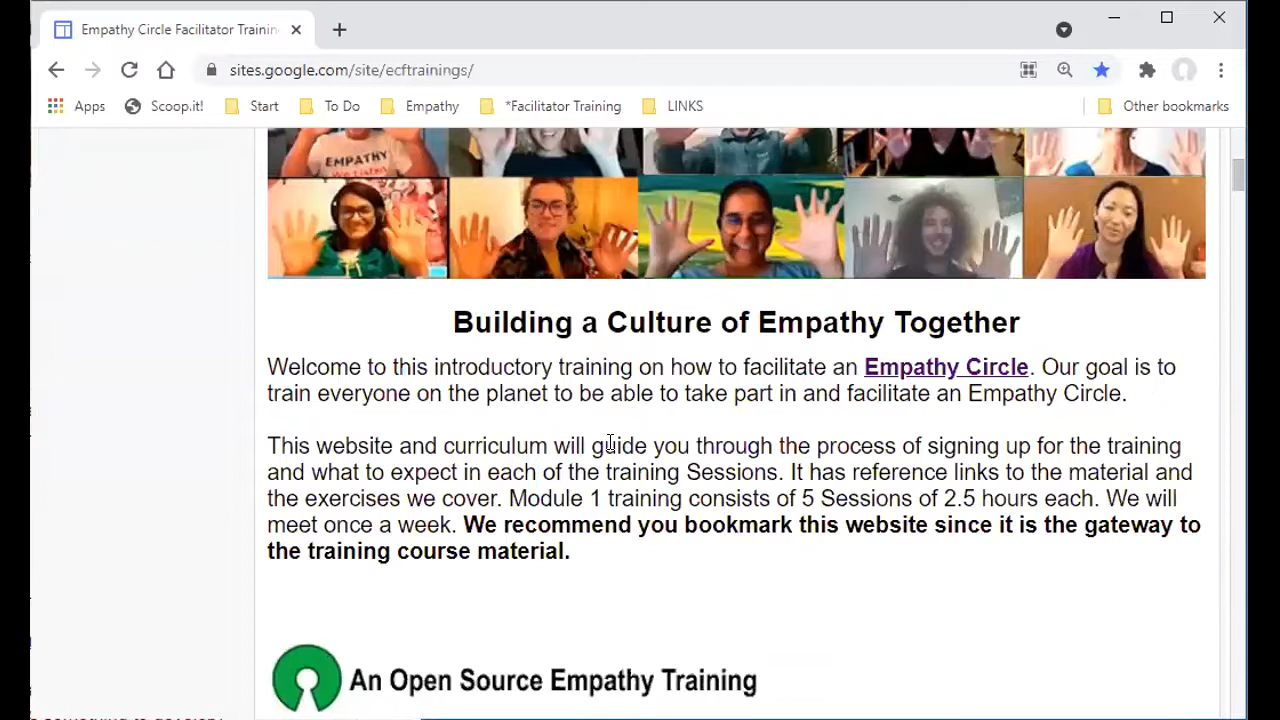 Empathy Circle Facilitator Trainin
sites.google.com/site/ecftrainings/
Apps Scoop.it! Start To Do Empathy *Facilitator Training LINKS Other bookmarks
EMPATHY
Building a Culture of Empathy Together
Welcome to this introductory training on how to facilitate an Empathy Circle. Our goal is to
train everyone on the planet to be able to take part in and facilitate an Empathy Circle.
This website and curriculum will guide you through the process of signing up for the training
and what to expect in each of the training Sessions. It has reference links to the material and
the exercises we cover. Module 1 training consists of 5 Sessions of 2.5 hours each. We will
meet once a week. We recommend you bookmark this website since it is the gateway to
the training course material.
An Open Source Empathy Training